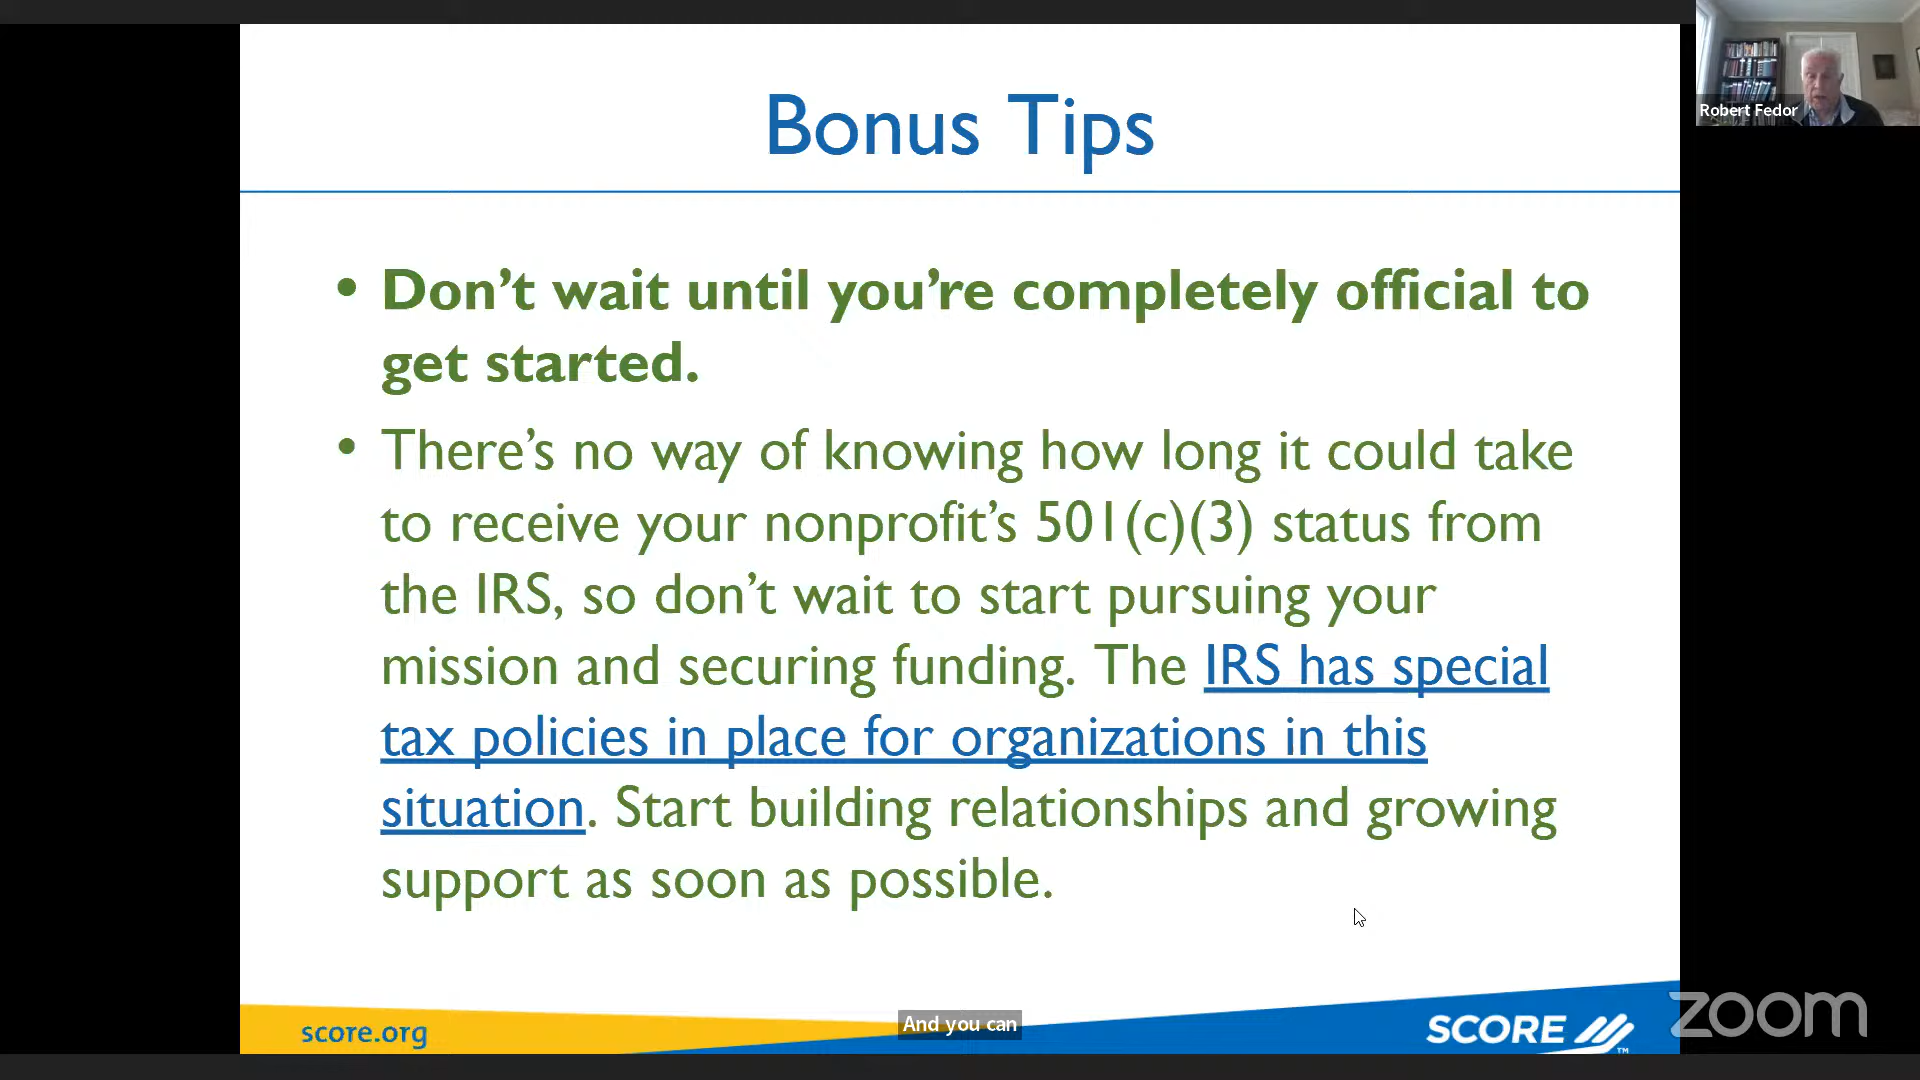 Bonus Tips
Robert Fedor
• Don’t wait until you’re completely official to
get started.
• There’s no way of knowing how long it could take
to receive your nonprofit’s 501(c)(3) status from
the IRS, so don’t wait to start pursuing your
mission and securing funding. The IRS has special
tax policies in place for organizations in this
situation. Start building relationships and growing
support as soon as possible.
And you can
score.org
SCORE ™
zoom